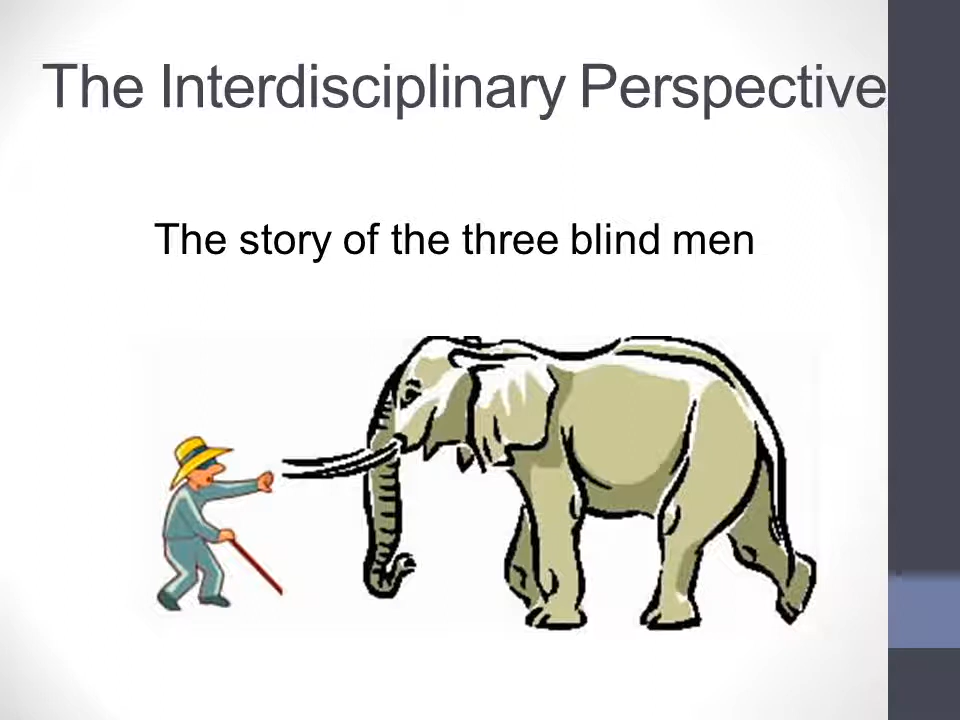 The Interdisciplinary Perspective
The story of the three blind men